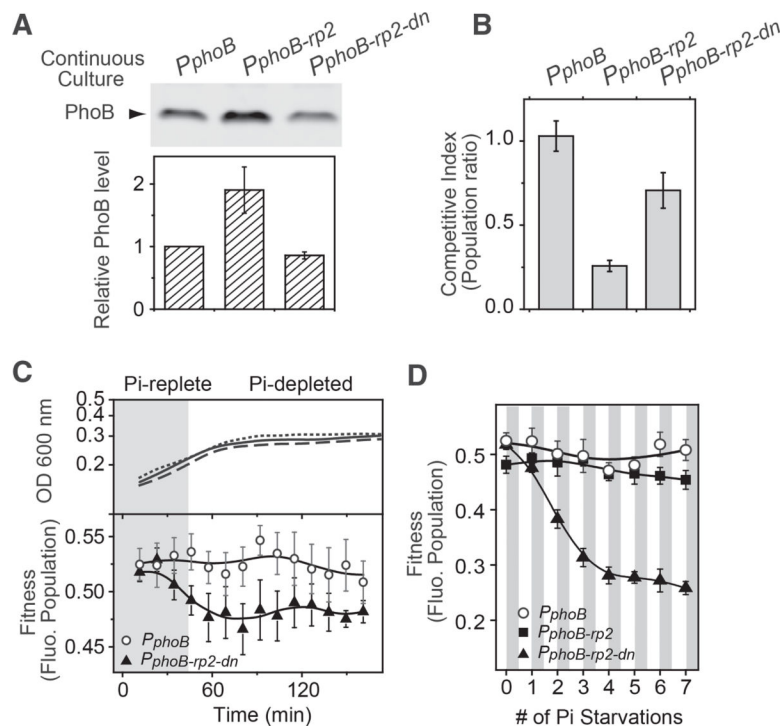 A
Continuous
Culture
PphoB
PphoB-rp2
PphoB-rp2-dn
PhoB
Relative PhoB level
2
1
0
B
PphoB
PphoB-rp2
PphoB-rp2-dn
Competitive Index
(Population ratio)
1.0
0.5
0.0
C
Pi-replete
Pi-depleted
OD 600 nm
0.5
0.4
0.3
0.2
Fitness
(Fluo. Population)
0.55
0.50
0.45
PphoB
PphoB-rp2-dn
0
60
120
Time (min)
D
Fitness
(Fluo. Population)
0.5
0.4
0.3
0.2
PphoB
PphoB-rp2
PphoB-rp2-dn
0 1 2 3 4 5 6 7
# of Pi Starvations